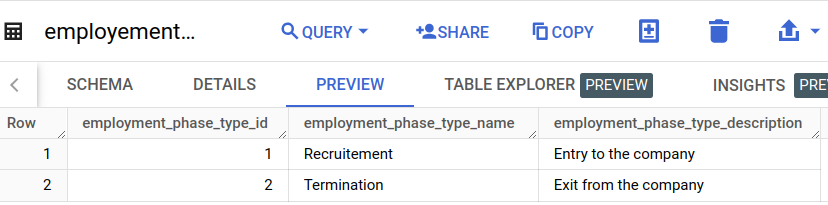 employement... QUERY SHARE COPY
SCHEMA DETAILS PREVIEW TABLE EXPLORER PREVIEW INSIGHTS
Row employment_phase_type_id employment_phase_type_name employment_phase_type_description
1 1 Recruitement Entry to the company
2 2 Termination Exit from the company